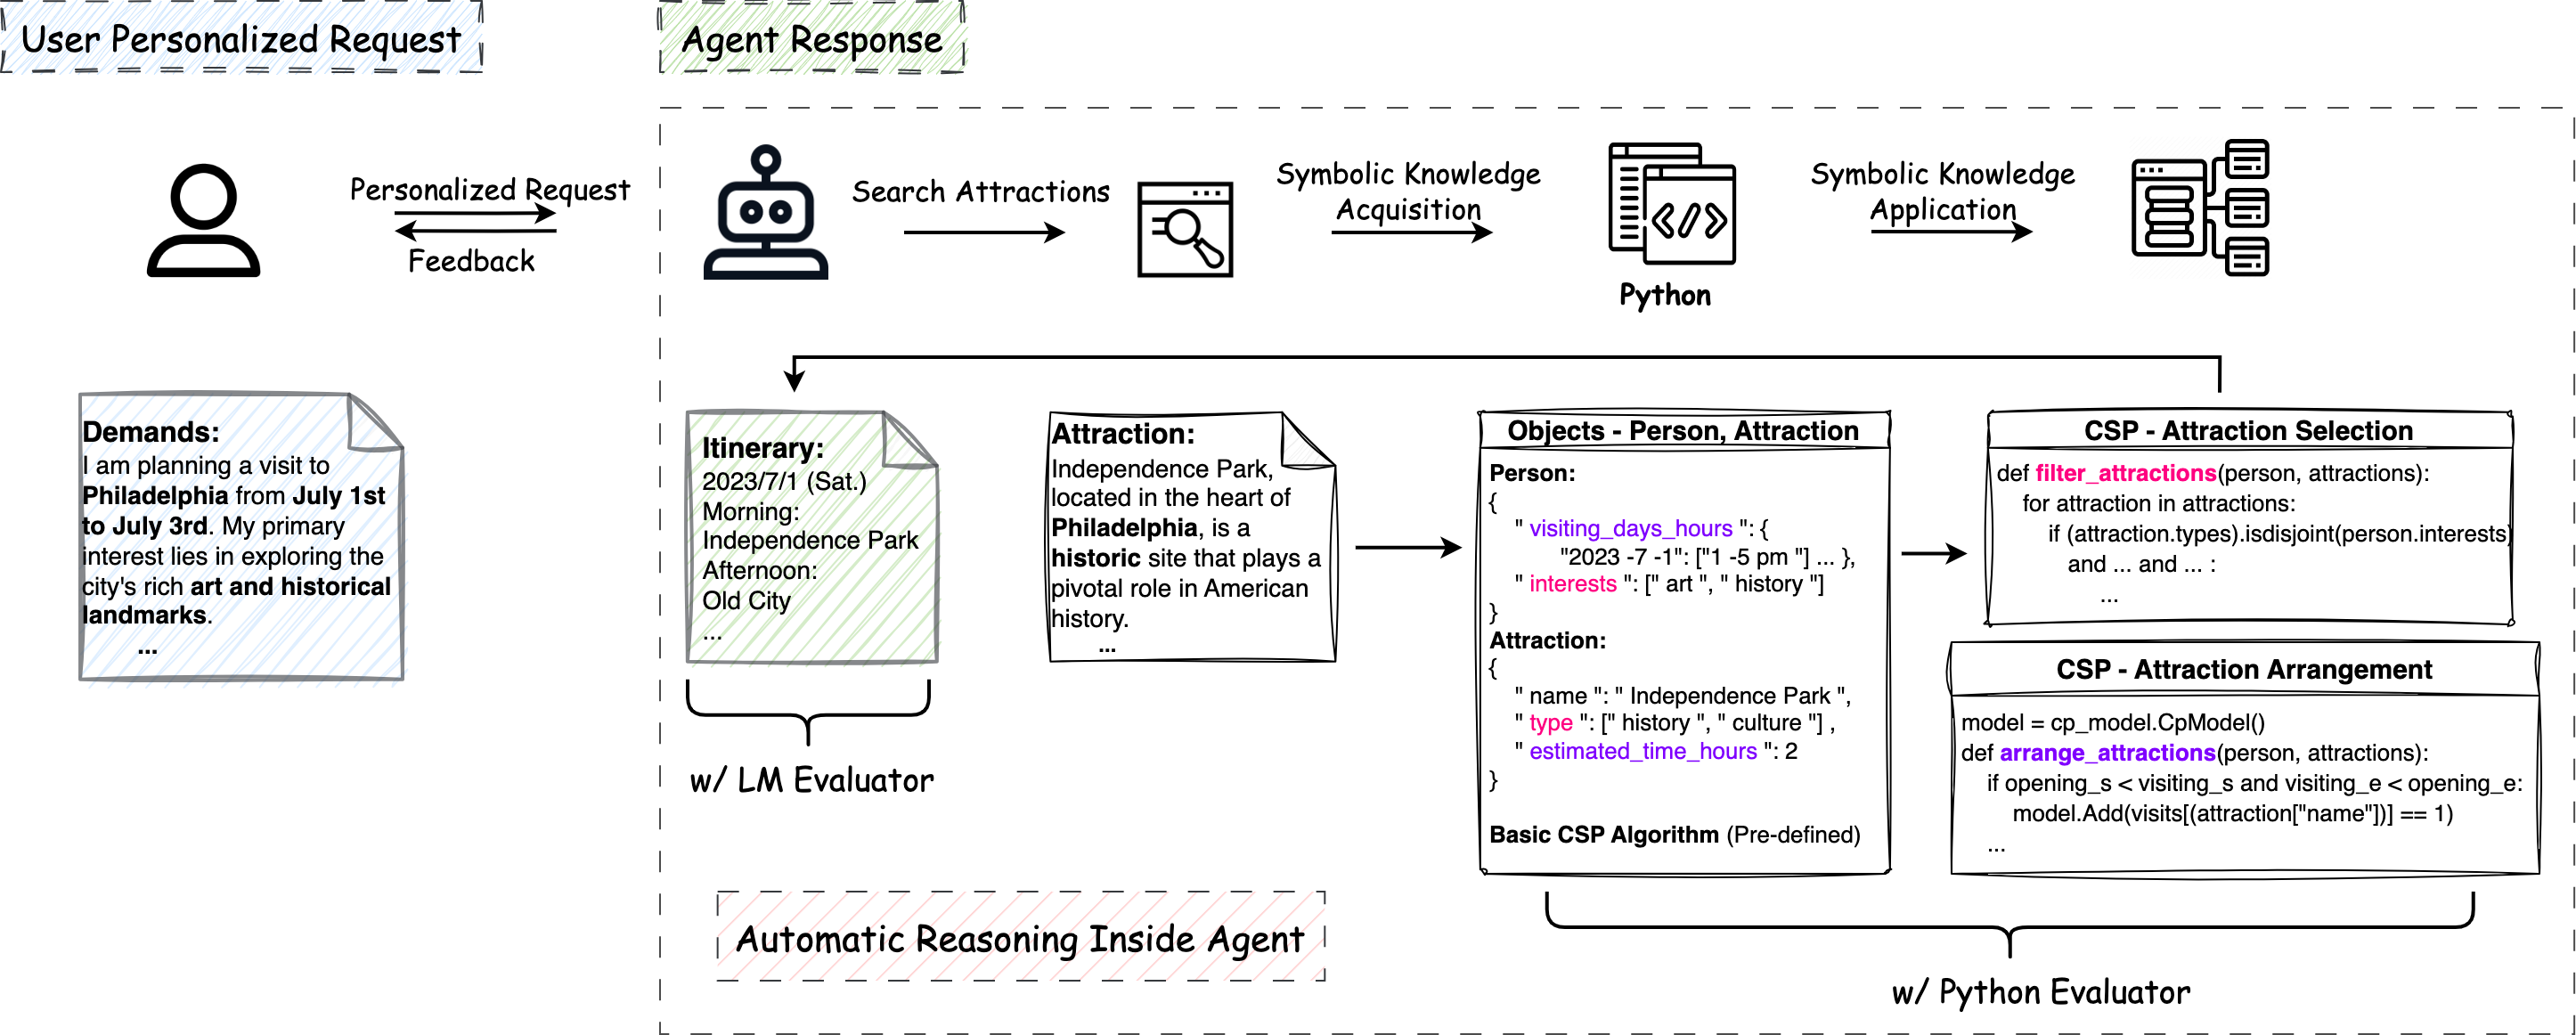 User Personalized Request
Agent Response
Personalized Request
Feedback
Search Attractions
Symbolic Knowledge
Acquisition
Python
Symbolic Knowledge
Application
Demands:
I am planning a visit to
Philadelphia from July 1st
to July 3rd. My primary
interest lies in exploring the
city's rich art and historical
landmarks.
...
Itinerary:
2023/7/1 (Sat.)
Morning:
Independence Park
Afternoon:
Old City
...
w/ LM Evaluator
Attraction:
Independence Park,
located in the heart of
Philadelphia, is a
historic site that plays a
pivotal role in American
history.
...
Objects - Person, Attraction
Person:
{
" visiting_days_hours ": {
"2023 -7 -1": ["1 -5 pm "] ... },
" interests ": [" art ", " history "]
}
Attraction:
{
" name ": " Independence Park ",
" type ": [" history ", " culture "] ,
" estimated_time_hours ": 2
}
Basic CSP Algorithm (Pre-defined)
CSP - Attraction Selection
def filter_attractions(person, attractions):
for attraction in attractions:
if (attraction.types).isdisjoint(person.interests)
and ... and ... :
...
CSP - Attraction Arrangement
model = cp_model.CpModel()
def arrange_attractions(person, attractions):
if opening_s < visiting_s and visiting_e < opening_e:
model.Add(visits[(attraction["name"])] == 1)
...
Automatic Reasoning Inside Agent
w/ Python Evaluator